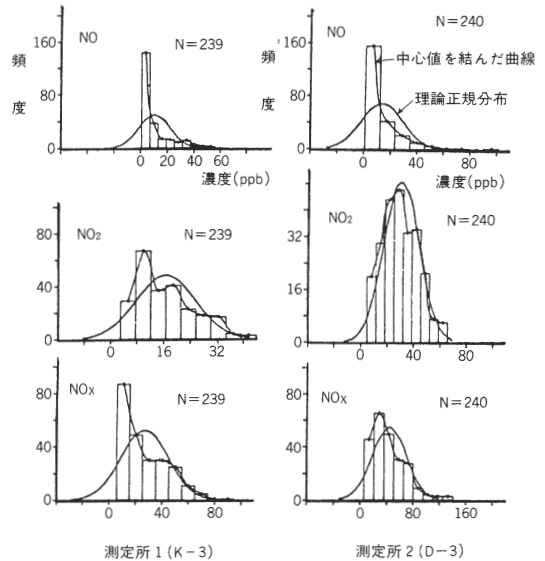 NO
N=239
160
80
0
頻
度
0 20 40 60
濃度(ppb)
NO
N=240
中心値を結んだ曲線
理論正規分布
160
80
0
頻
度
0 40 80
濃度(ppb)
NO2
N=239
80
40
0
0 16 32
NO2
N=240
32
16
0
0 40 80
NOx
N=239
80
40
0
0 40 80
測定所1(K-3)
NOx
N=240
80
40
0
0 80 160
測定所2(D-3)